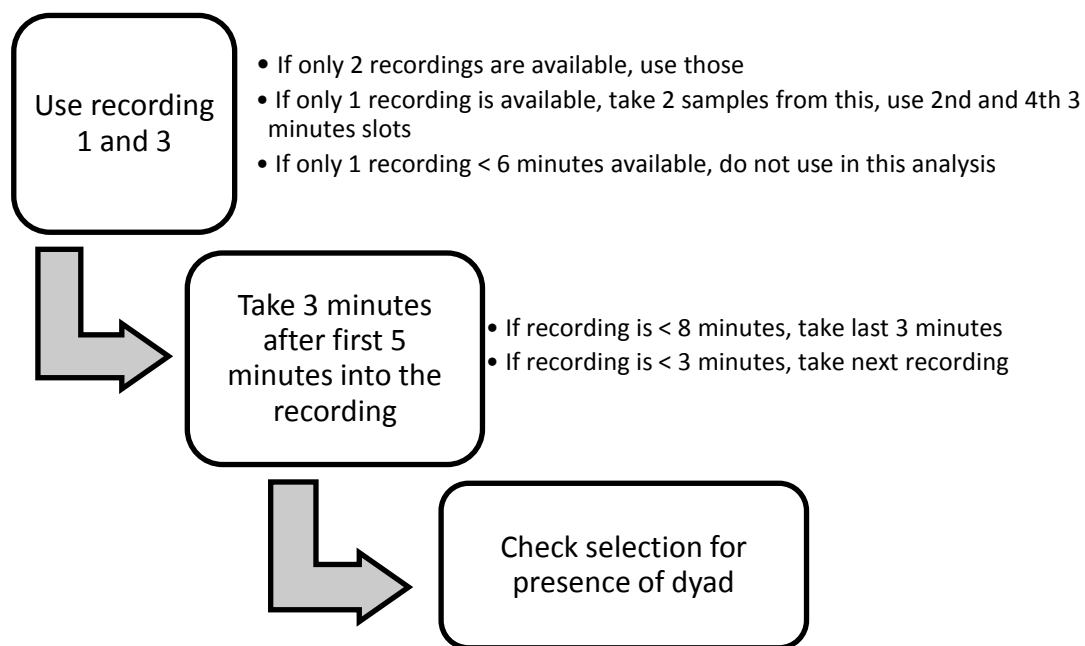 Use recording
1 and 3
• If only 2 recordings are available, use those
• If only 1 recording is available, take 2 samples from this, use 2nd and 4th 3
minutes slots
• If only 1 recording < 6 minutes available, do not use in this analysis
Take 3 minutes
after first 5
minutes into the
recording
• If recording is < 8 minutes, take last 3 minutes
• If recording is < 3 minutes, take next recording
Check selection for
presence of dyad